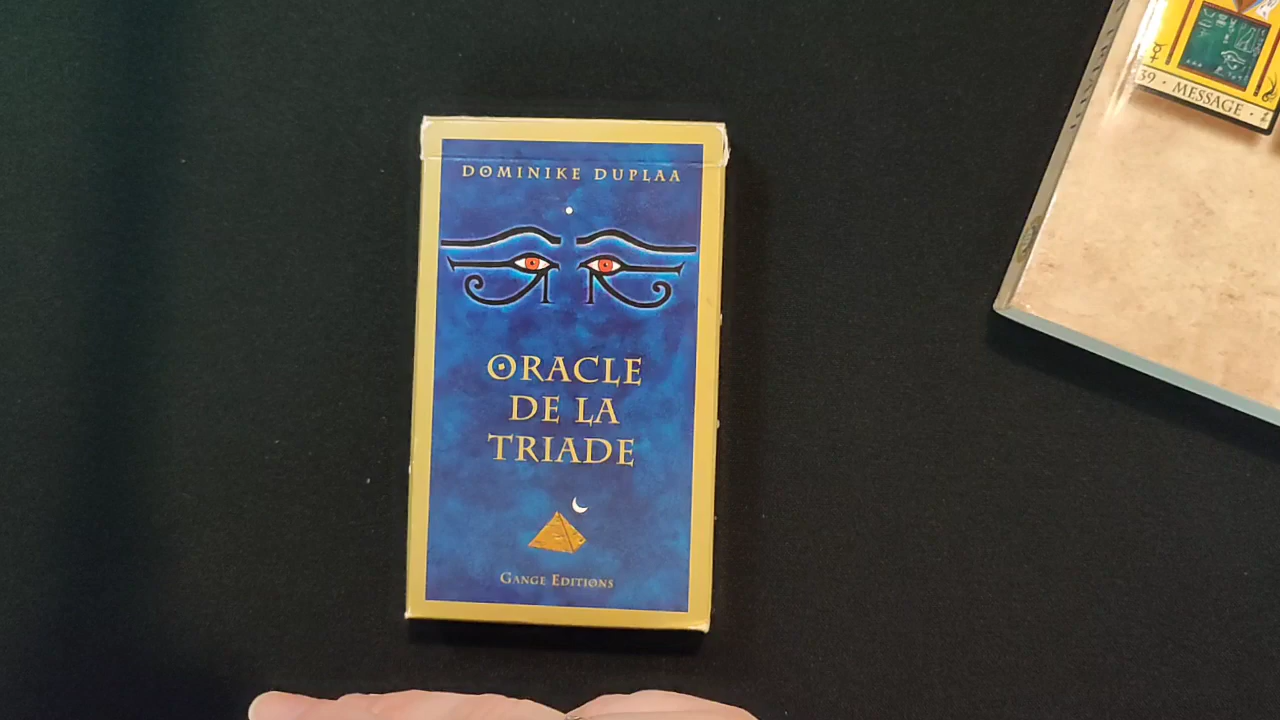 DOMINIKE DUPLAA
ORACLE
DE LA
TRIADE
GANGE EDITIONS
39 · MESSAGE ·